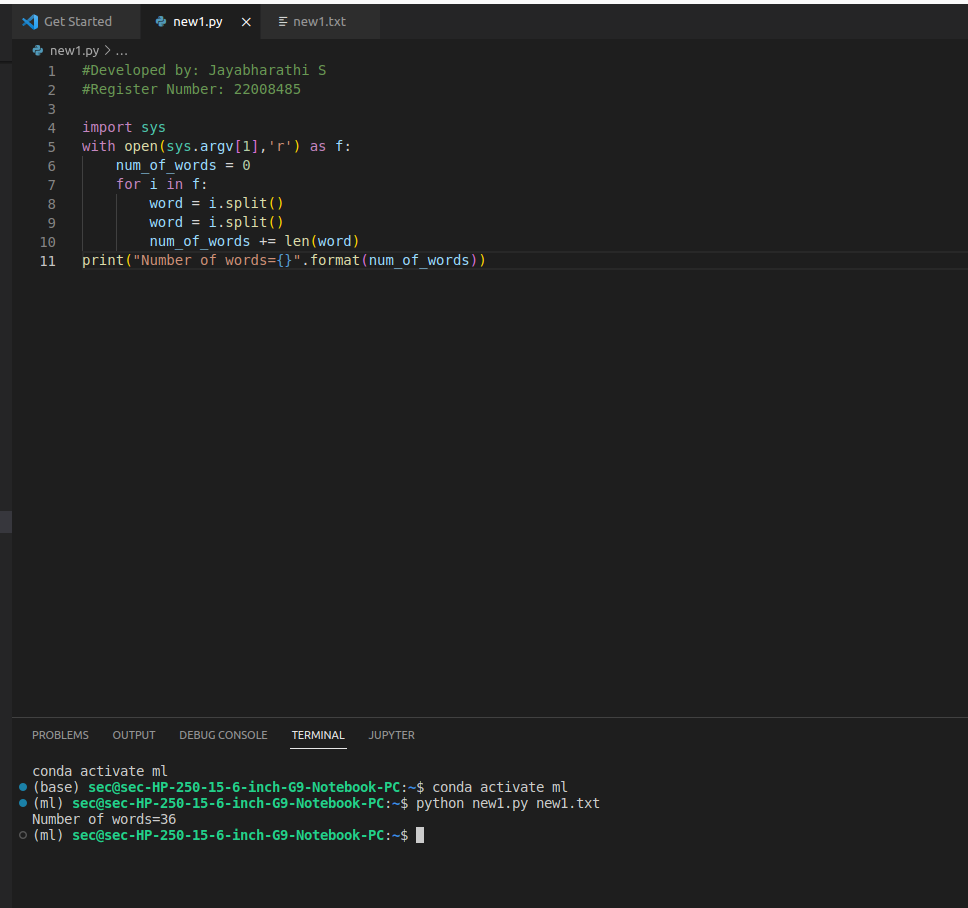 Get Started new1.py × new1.txt
new1.py > ...
1 #Developed by: Jayabharathi S
2 #Register Number: 22008485
3
4 import sys
5 with open(sys.argv[1],'r') as f:
6     num_of_words = 0
7     for i in f:
8         word = i.split()
9         word = i.split()
10         num_of_words += len(word)
11 print("Number of words={}".format(num_of_words))
PROBLEMS OUTPUT DEBUG CONSOLE TERMINAL JUPYTER
conda activate ml
(base) sec@sec-HP-250-15-6-inch-G9-Notebook-PC:~$ conda activate ml
(ml) sec@sec-HP-250-15-6-inch-G9-Notebook-PC:~$ python new1.py new1.txt
Number of words=36
(ml) sec@sec-HP-250-15-6-inch-G9-Notebook-PC:~$